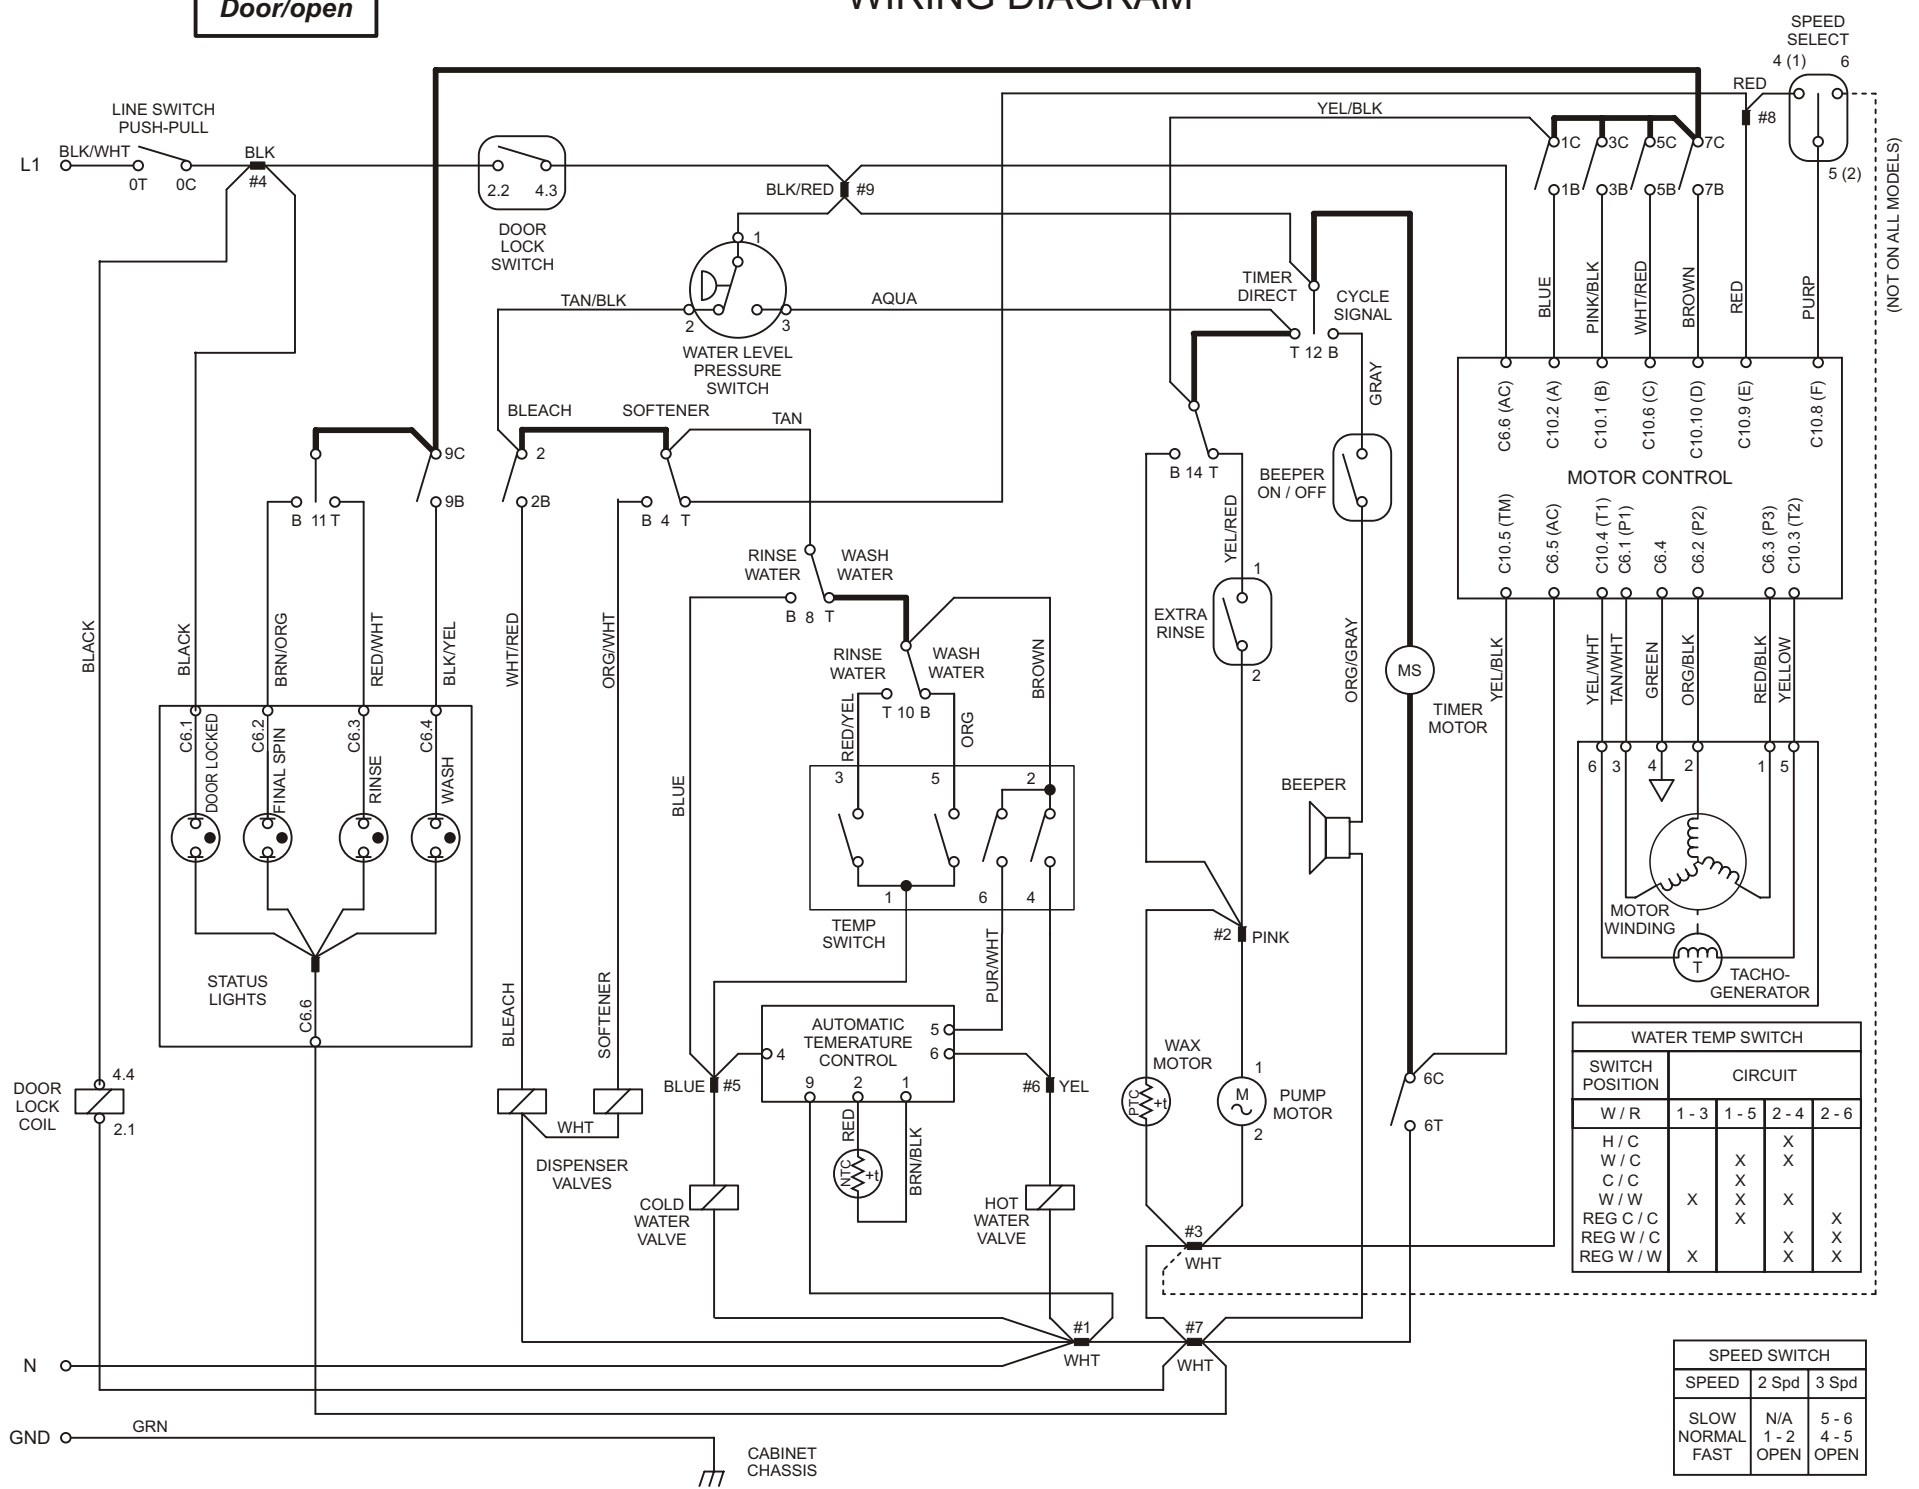 Door/open
WIRING DIAGRAM
SPEED
SELECT
4 (1) 6
5 (2)
RED
#8
(NOT ON ALL MODELS)
LINE SWITCH
PUSH-PULL
L1
BLK/WHT
0T 0C
BLK
#4
2.2 4.3
DOOR
LOCK
SWITCH
BLK/RED
#9
YEL/BLK
1C 3C 5C 7C
1B 3B 5B 7B
1
2
3
TAN/BLK
AQUA
WATER LEVEL
PRESSURE
SWITCH
TIMER
DIRECT
CYCLE
SIGNAL
T 12 B
GRAY
BLUE
PINK/BLK
WHT/RED
BROWN
RED
PURP
C6.6 (AC)
C10.2 (A)
C10.1 (B)
C10.6 (C)
C10.10 (D)
C10.9 (E)
C10.8 (F)
MOTOR CONTROL
C10.5 (TM)
C6.5 (AC)
C10.4 (T1)
C6.1 (P1)
C6.4
C6.2 (P2)
C6.3 (P3)
C10.3 (T2)
BLEACH
SOFTENER
TAN
9C
9B
B 11 T
2
2B
B 4 T
B 14 T
BEEPER
ON / OFF
YEL/RED
RINSE
WATER
WASH
WATER
B 8 T
1
EXTRA
RINSE
2
RINSE
WATER
WASH
WATER
T 10 B
BLACK
BLACK
BRN/ORG
RED/WHT
BLK/YEL
WHT/RED
ORG/WHT
BLUE
RED/YEL
ORG
BROWN
ORG/GRAY
MS
TIMER
MOTOR
YEL/BLK
YEL/WHT
TAN/WHT
GREEN
ORG/BLK
RED/BLK
YELLOW
C6.1
DOOR LOCKED
C6.2
FINAL SPIN
C6.3
RINSE
C6.4
WASH
STATUS
LIGHTS
C6.6
3 5 2
1 6 4
TEMP
SWITCH
PUR/WHT
BEEPER
#2 PINK
6 3 4 2 1 5
MOTOR
WINDING
T
TACHO-
GENERATOR
BLEACH
SOFTENER
AUTOMATIC
TEMERATURE
CONTROL
4
5
6
9 2 1
BLUE #5
#6 YEL
RED
BRN/BLK
NTC
+t
WAX
MOTOR
PTC
+t
1
M
2
PUMP
MOTOR
6C
6T
DOOR
LOCK
COIL
4.4
2.1
WHT
DISPENSER
VALVES
COLD
WATER
VALVE
HOT
WATER
VALVE
#3
WHT
#1
WHT
#7
WHT
N
GND
GRN
CABINET
CHASSIS
WATER TEMP SWITCH
SWITCH
POSITION
CIRCUIT
W / R 1 - 3 1 - 5 2 - 4 2 - 6
H / C X
W / C X X
C / C X
W / W X X X
REG C / C X X
REG W / C X X
REG W / W X X X
SPEED SWITCH
SPEED 2 Spd 3 Spd
SLOW N/A 5 - 6
NORMAL 1 - 2 4 - 5
FAST OPEN OPEN